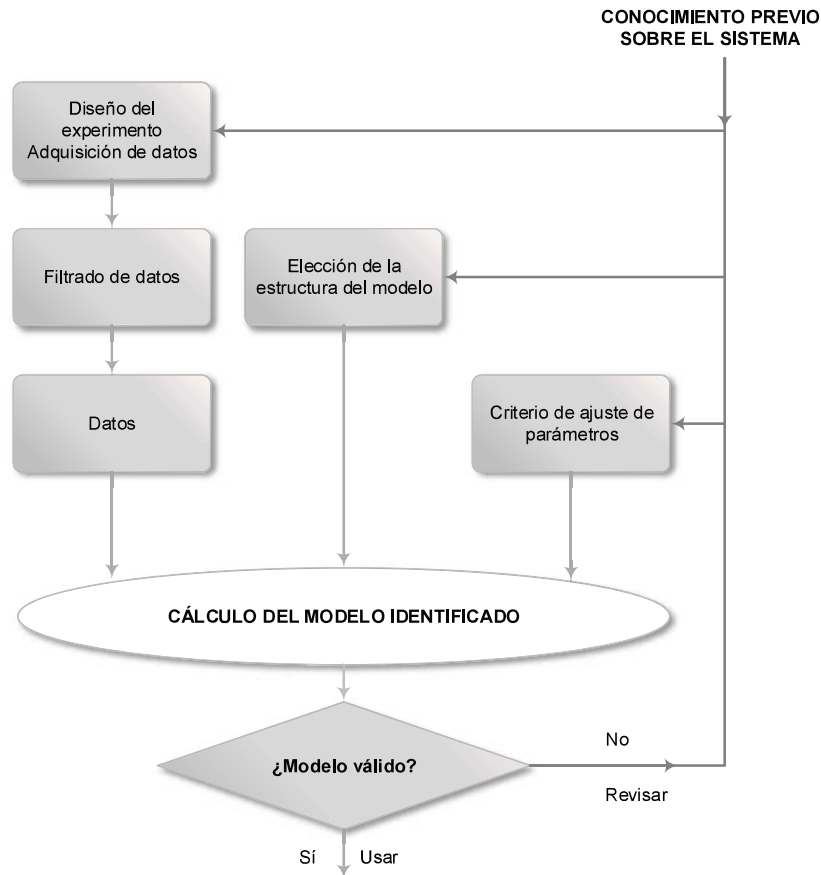 CONOCIMIENTO PREVIO
SOBRE EL SISTEMA
Diseño del
experimento
Adquisición de datos
Filtrado de datos
Elección de la
estructura del modelo
Datos
Criterio de ajuste de
parámetros
CÁLCULO DEL MODELO IDENTIFICADO
¿Modelo válido?
No
Revisar
Sí
Usar